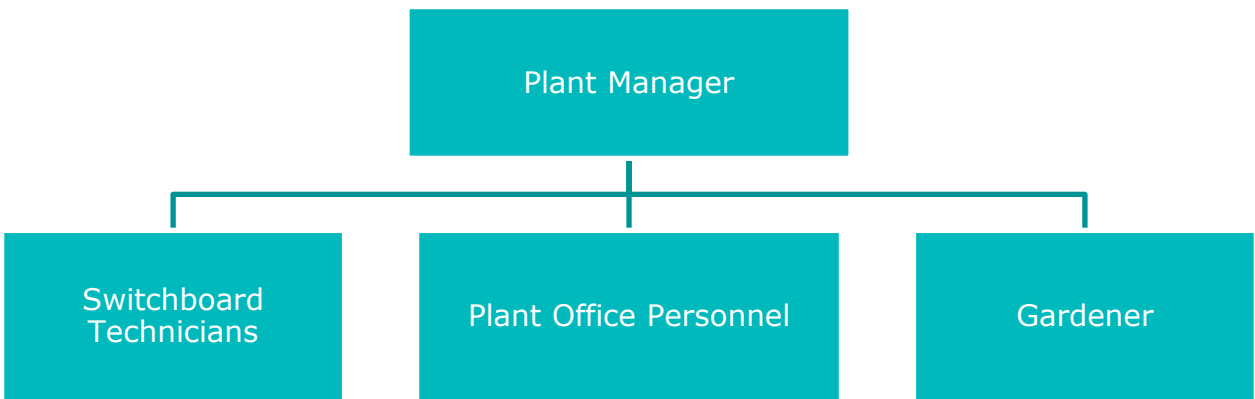 Plant Manager
Switchboard
Technicians
Plant Office Personnel
Gardener